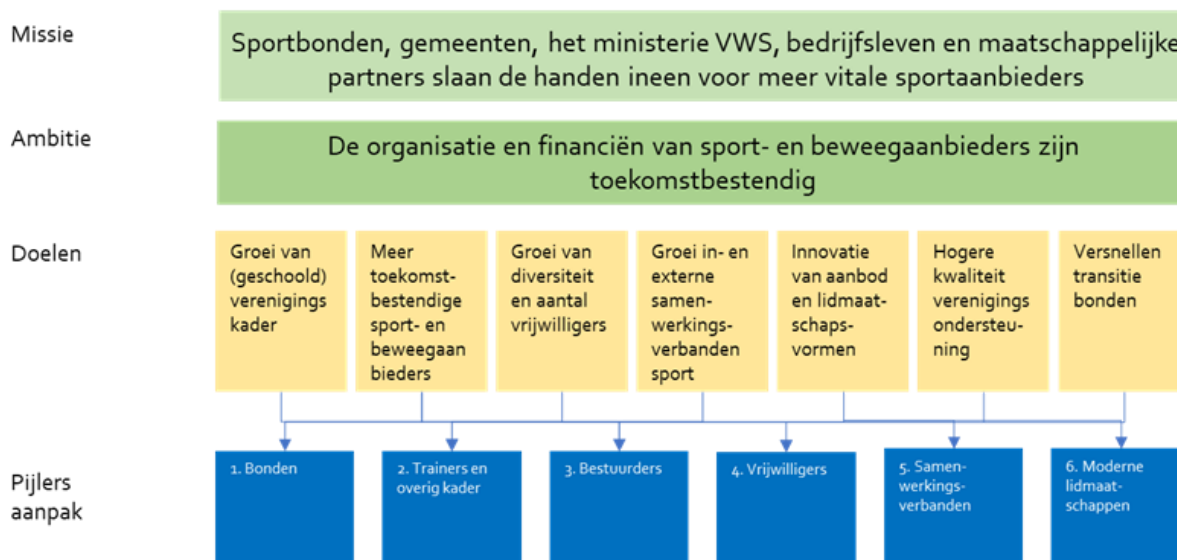 Missie
Sportbonden, gemeenten, het ministerie VWS, bedrijfsleven en maatschappelijke
partners slaan de handen ineen voor meer vitale sportaanbieders
Ambitie
De organisatie en financiën van sport- en beweegaanbieders zijn
toekomstbestendig
Doelen
Groei van
(geschoold)
verenigings
kader
Meer
toekomst-
bestendige
sport- en
beweegaan
bieders
Groei van
diversiteit
en aantal
vrijwilligers
Groei in- en
externe
samen-
werkings-
verbanden
sport
Innovatie
van aanbod
en lidmaat-
schaps-
vormen
Hogere
kwaliteit
verenigings
ondersteu-
ning
Versnellen
transitie
bonden
Pijlers
aanpak
1. Bonden
2. Trainers en
overig kader
3. Bestuurders
4. Vrijwilligers
5. Samen-
werkings-
verbanden
6. Moderne
lidmaat-
schappen